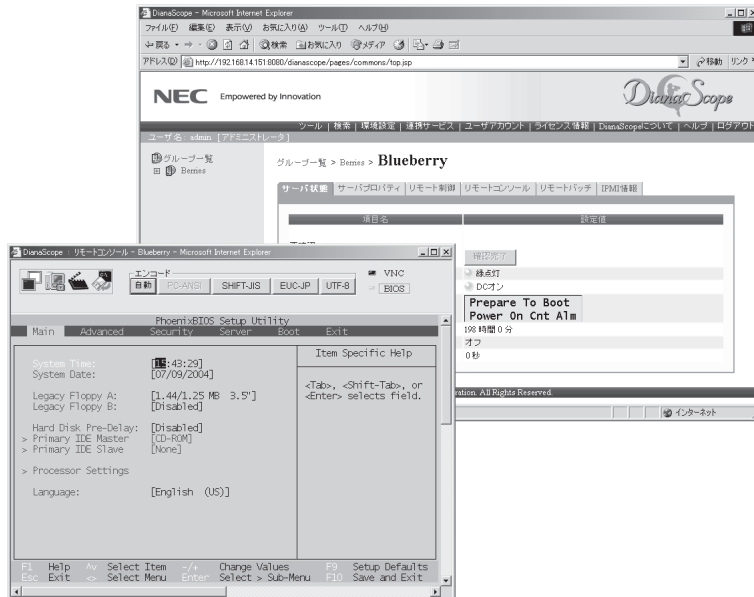 DianaScope - Microsoft Internet Explorer
ファイル(F) 編集(E) 表示(V) お気に入り(A) ツール(T) ヘルプ(H)
戻る 検索 お気に入り メディア
アドレス(D) http://192.168.14.151:8080/dianascope/pages/commons/top.jsp 移動 リンク
NEC Empowered by Innovation
DianaScope
ツール | 検索 | 環境設定 | 連携サービス | ユーザアカウント | ライセンス情報 | DianaScopeについて | ヘルプ | ログアウト
ユーザ名: admin [アドミニストレータ]
グループ一覧
Berries
グループ一覧 > Berries > Blueberry
サーバ状態 サーバプロパティ リモート制御 リモートコンソール リモートバッチ IPMI情報
項目名 設定値
確認完了
緑点灯
DCオン
Prepare To Boot
Power On Cnt Alm
198 時間 0 分
オフ
0 秒
ration. All Rights Reserved.
インターネット
DianaScope | リモートコンソール - Blueberry - Microsoft Internet Explorer
エンコード
自動 PC-ANSI SHIFT-JIS EUC-JP UTF-8
VNC
BIOS
PhoenixBIOS Setup Utility
Main Advanced Security Server Boot Exit
Item Specific Help
System Time: [15:43:29]
System Date: [07/09/2004]
<Tab>, <Shift-Tab>, or
<Enter> selects field.
Legacy Floppy A: [1.44/1.25 MB 3.5"]
Legacy Floppy B: [Disabled]
Hard Disk Pre-Delay: [Disabled]
> Primary IDE Master [CD-ROM]
> Primary IDE Slave [None]
> Processor Settings
Language: [English (US)]
F1 Help ^v Select Item -/+ Change Values F9 Setup Defaults
Esc Exit <> Select Menu Enter Select > Sub-Menu F10 Save and Exit